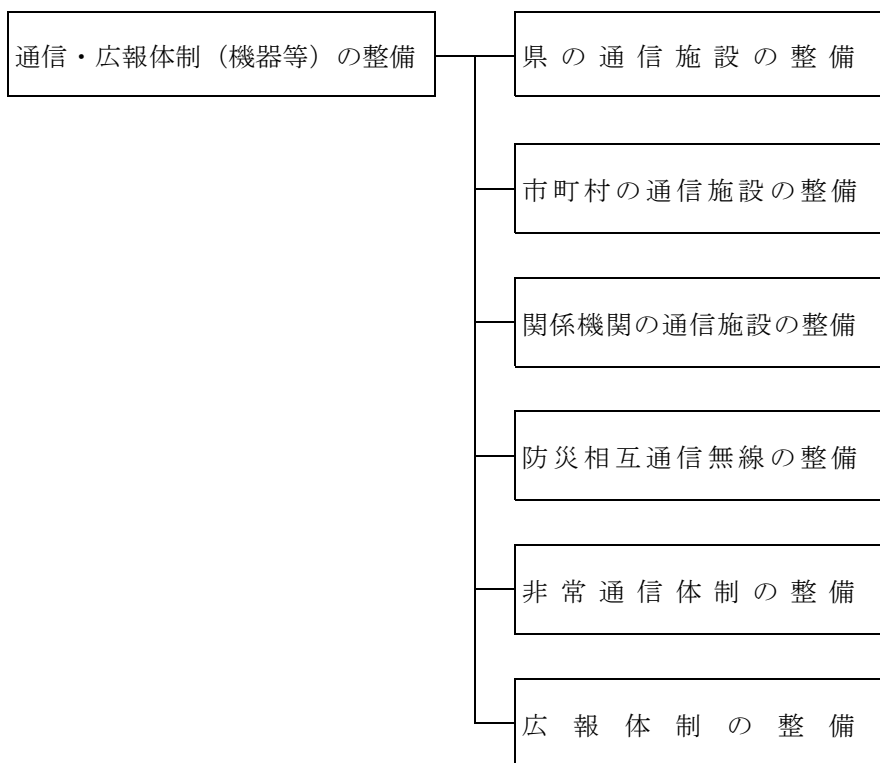 通信・広報体制（機器等）の整備
県の通信施設の整備
市町村の通信施設の整備
関係機関の通信施設の整備
防災相互通信無線の整備
非常通信体制の整備
広報体制の整備